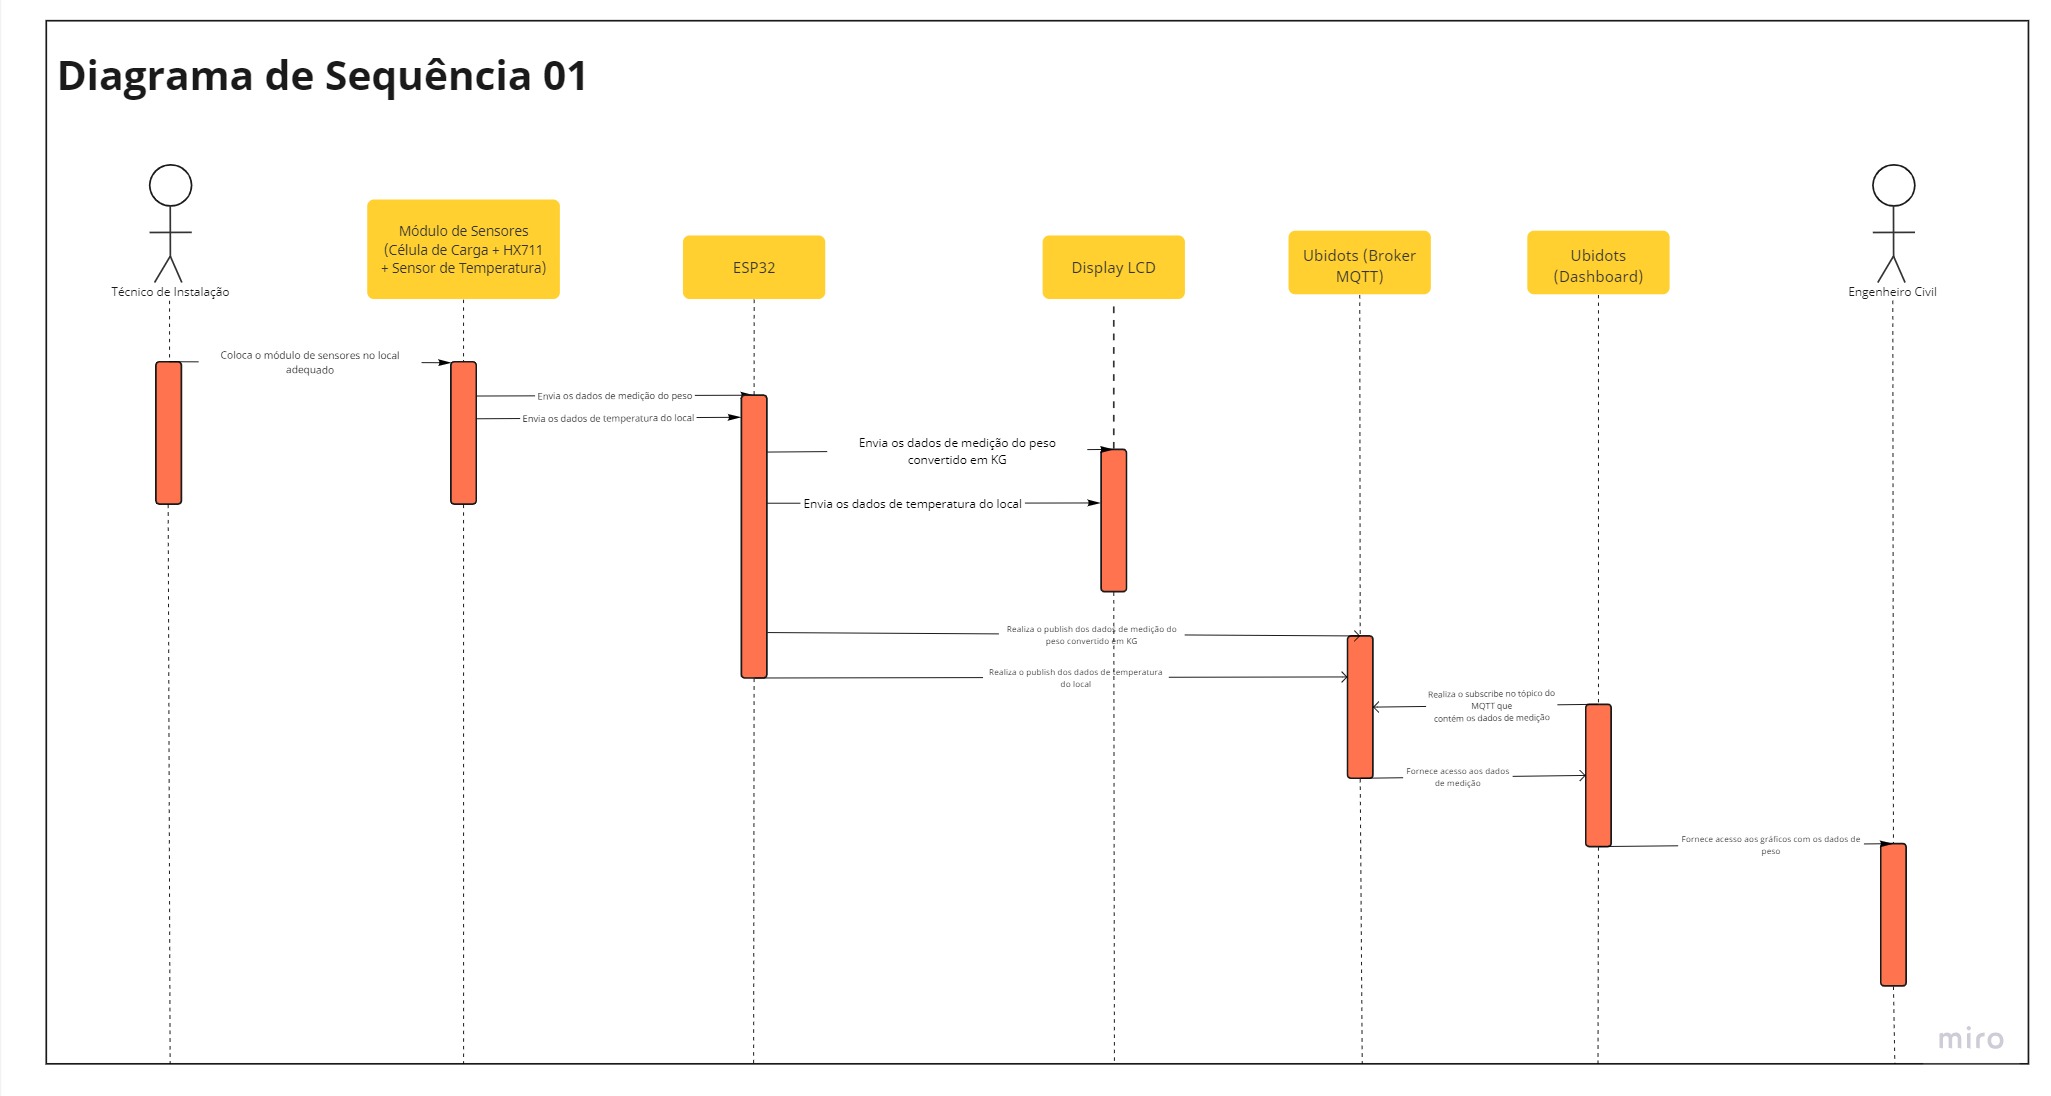 Diagrama de Sequência 01
Técnico de Instalação
Módulo de Sensores
(Célula de Carga + HX711
+ Sensor de Temperatura)
ESP32
Display LCD
Ubidots (Broker
MQTT)
Ubidots
(Dashboard)
Engenheiro Civil
Coloca o módulo de sensores no local
adequado
Envia os dados de medição do peso
Envia os dados de temperatura do local
Envia os dados de medição do peso
convertido em KG
Envia os dados de temperatura do local
Realiza o publish dos dados de medição do
peso convertido em KG
Realiza o publish dos dados de temperatura
do local
Realiza o subscribe no tópico do
MQTT que
contém os dados de medição
Fornece acesso aos dados
de medição
Fornece acesso aos gráficos com os dados de
peso
miro